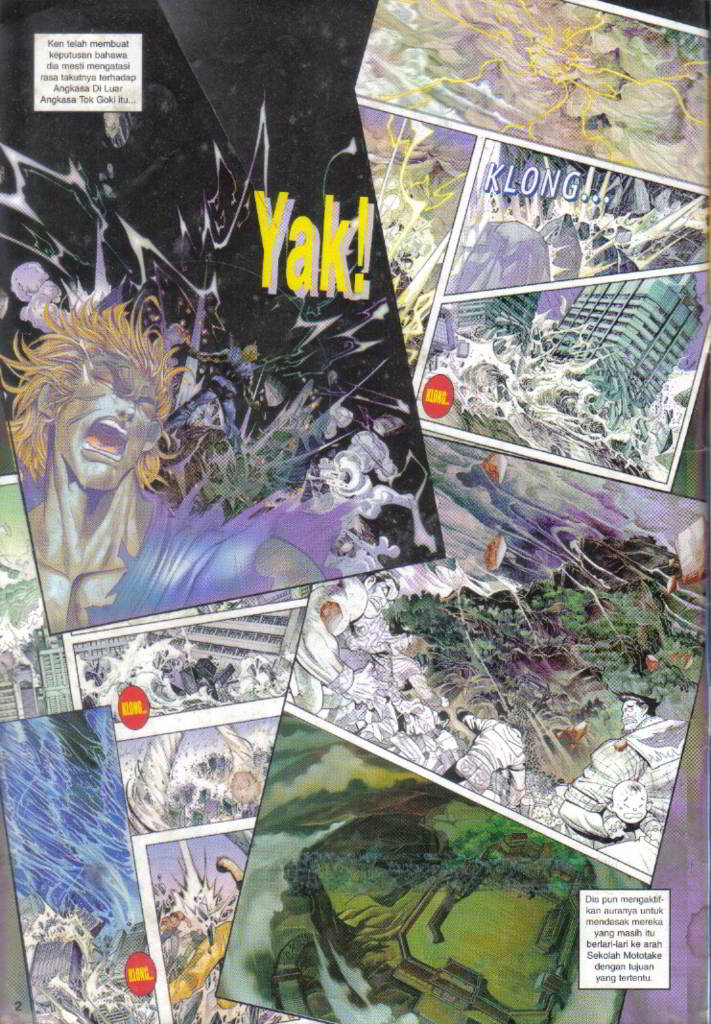 Ken telah membuat
keputusan bahawa
dia mesti mengatasi
rasa takutnya terhadap
Angkasa Di Luar
Angkasa Tok Goki itu...
Yak!
KLONG...
KLONG..
KLONG..
KLONG..
Dia pun mengaktif-
kan auranya untuk
mendesak mereka
yang masih itu
berlari-lari ke arah
Sekolah Mototake
dengan tujuan
yang tertentu.
2